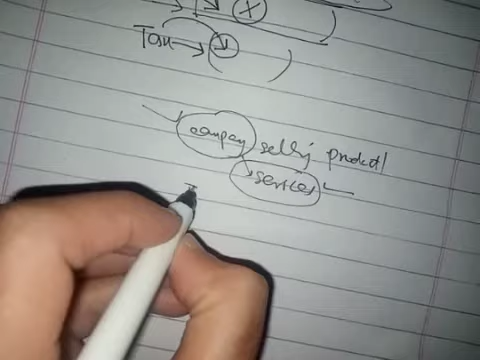 X
Tax
company selling product/
services